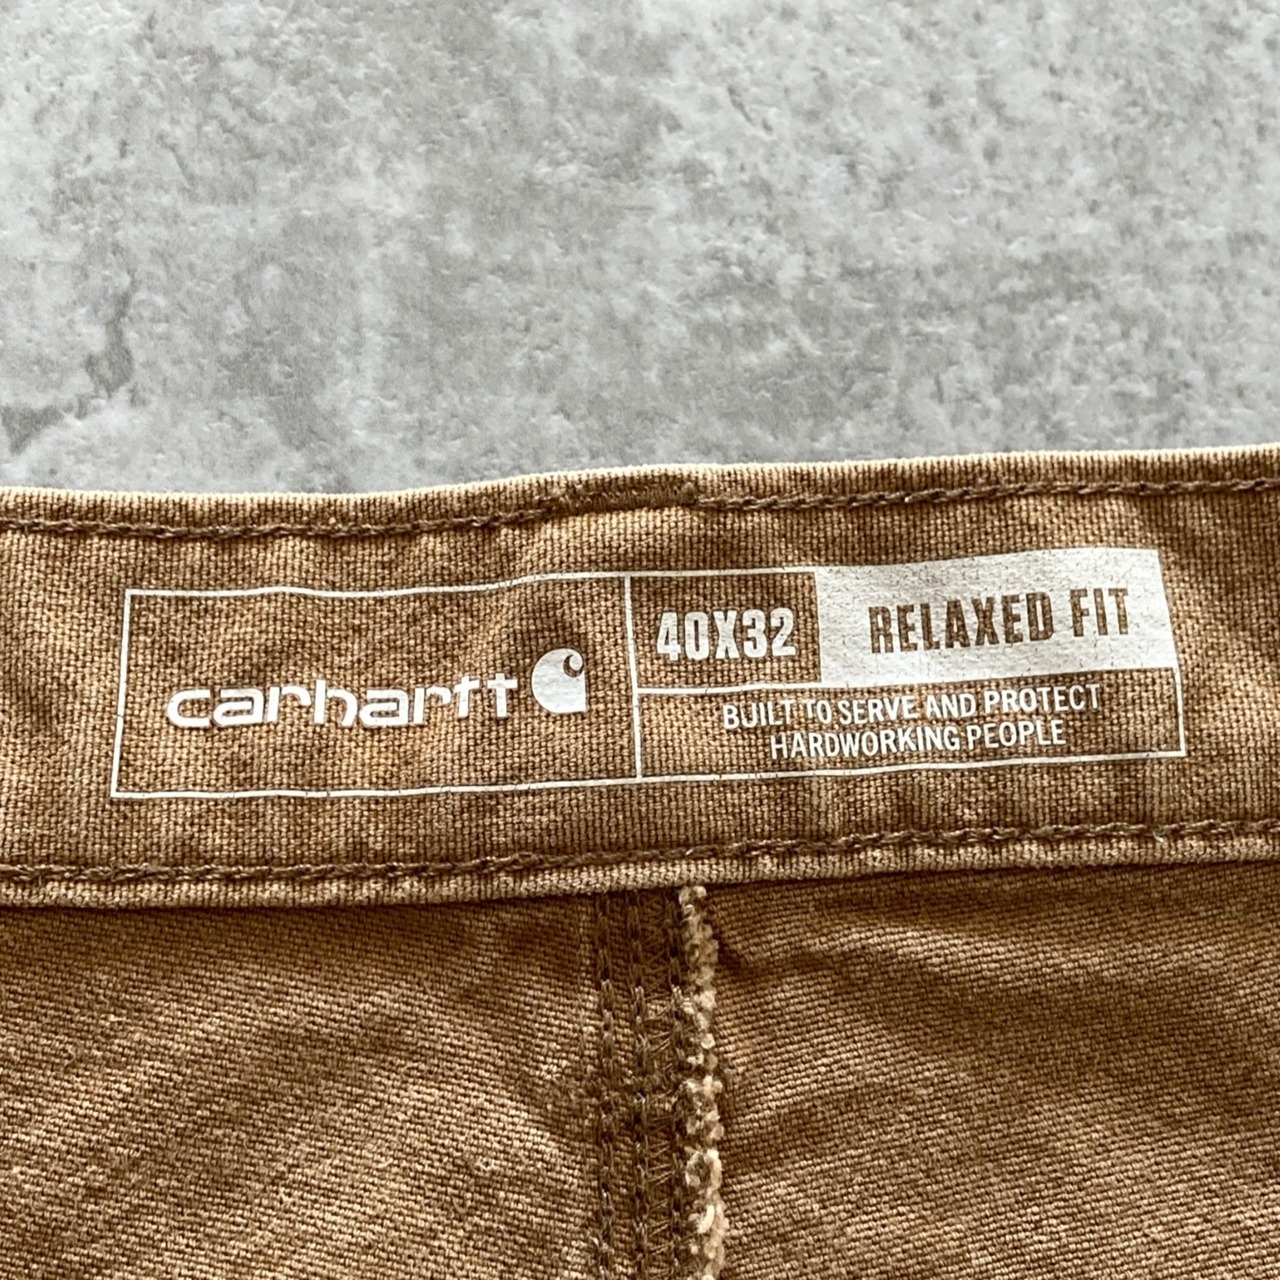 carhartt
40X32
RELAXED FIT
BUILT TO SERVE AND PROTECT
HARDWORKING PEOPLE